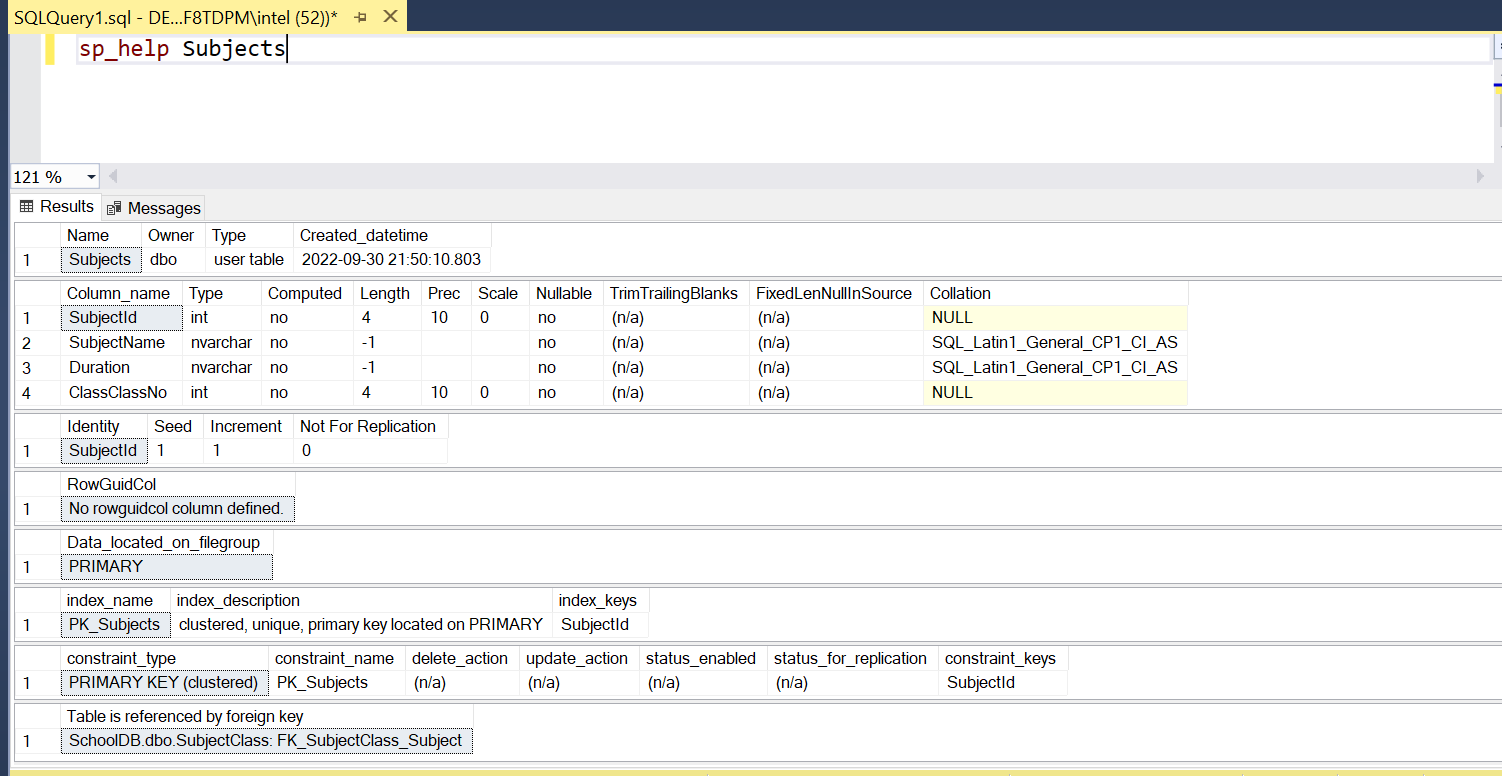 SQLQuery1.sql - DE...F8TDPM\intel (52))*
sp_help Subjects
121 %
Results Messages
Name Owner Type Created_datetime
1 Subjects dbo user table 2022-09-30 21:50:10.803
Column_name Type Computed Length Prec Scale Nullable TrimTrailingBlanks FixedLenNullInSource Collation
1 SubjectId int no 4 10 0 no (n/a) (n/a) NULL
2 SubjectName nvarchar no -1 no (n/a) (n/a) SQL_Latin1_General_CP1_CI_AS
3 Duration nvarchar no -1 no (n/a) (n/a) SQL_Latin1_General_CP1_CI_AS
4 ClassClassNo int no 4 10 0 no (n/a) (n/a) NULL
Identity Seed Increment Not For Replication
1 SubjectId 1 1 0
RowGuidCol
1 No rowguidcol column defined.
Data_located_on_filegroup
1 PRIMARY
index_name index_description index_keys
1 PK_Subjects clustered, unique, primary key located on PRIMARY SubjectId
constraint_type constraint_name delete_action update_action status_enabled status_for_replication constraint_keys
1 PRIMARY KEY (clustered) PK_Subjects (n/a) (n/a) (n/a) (n/a) SubjectId
Table is referenced by foreign key
1 SchoolDB.dbo.SubjectClass: FK_SubjectClass_Subject